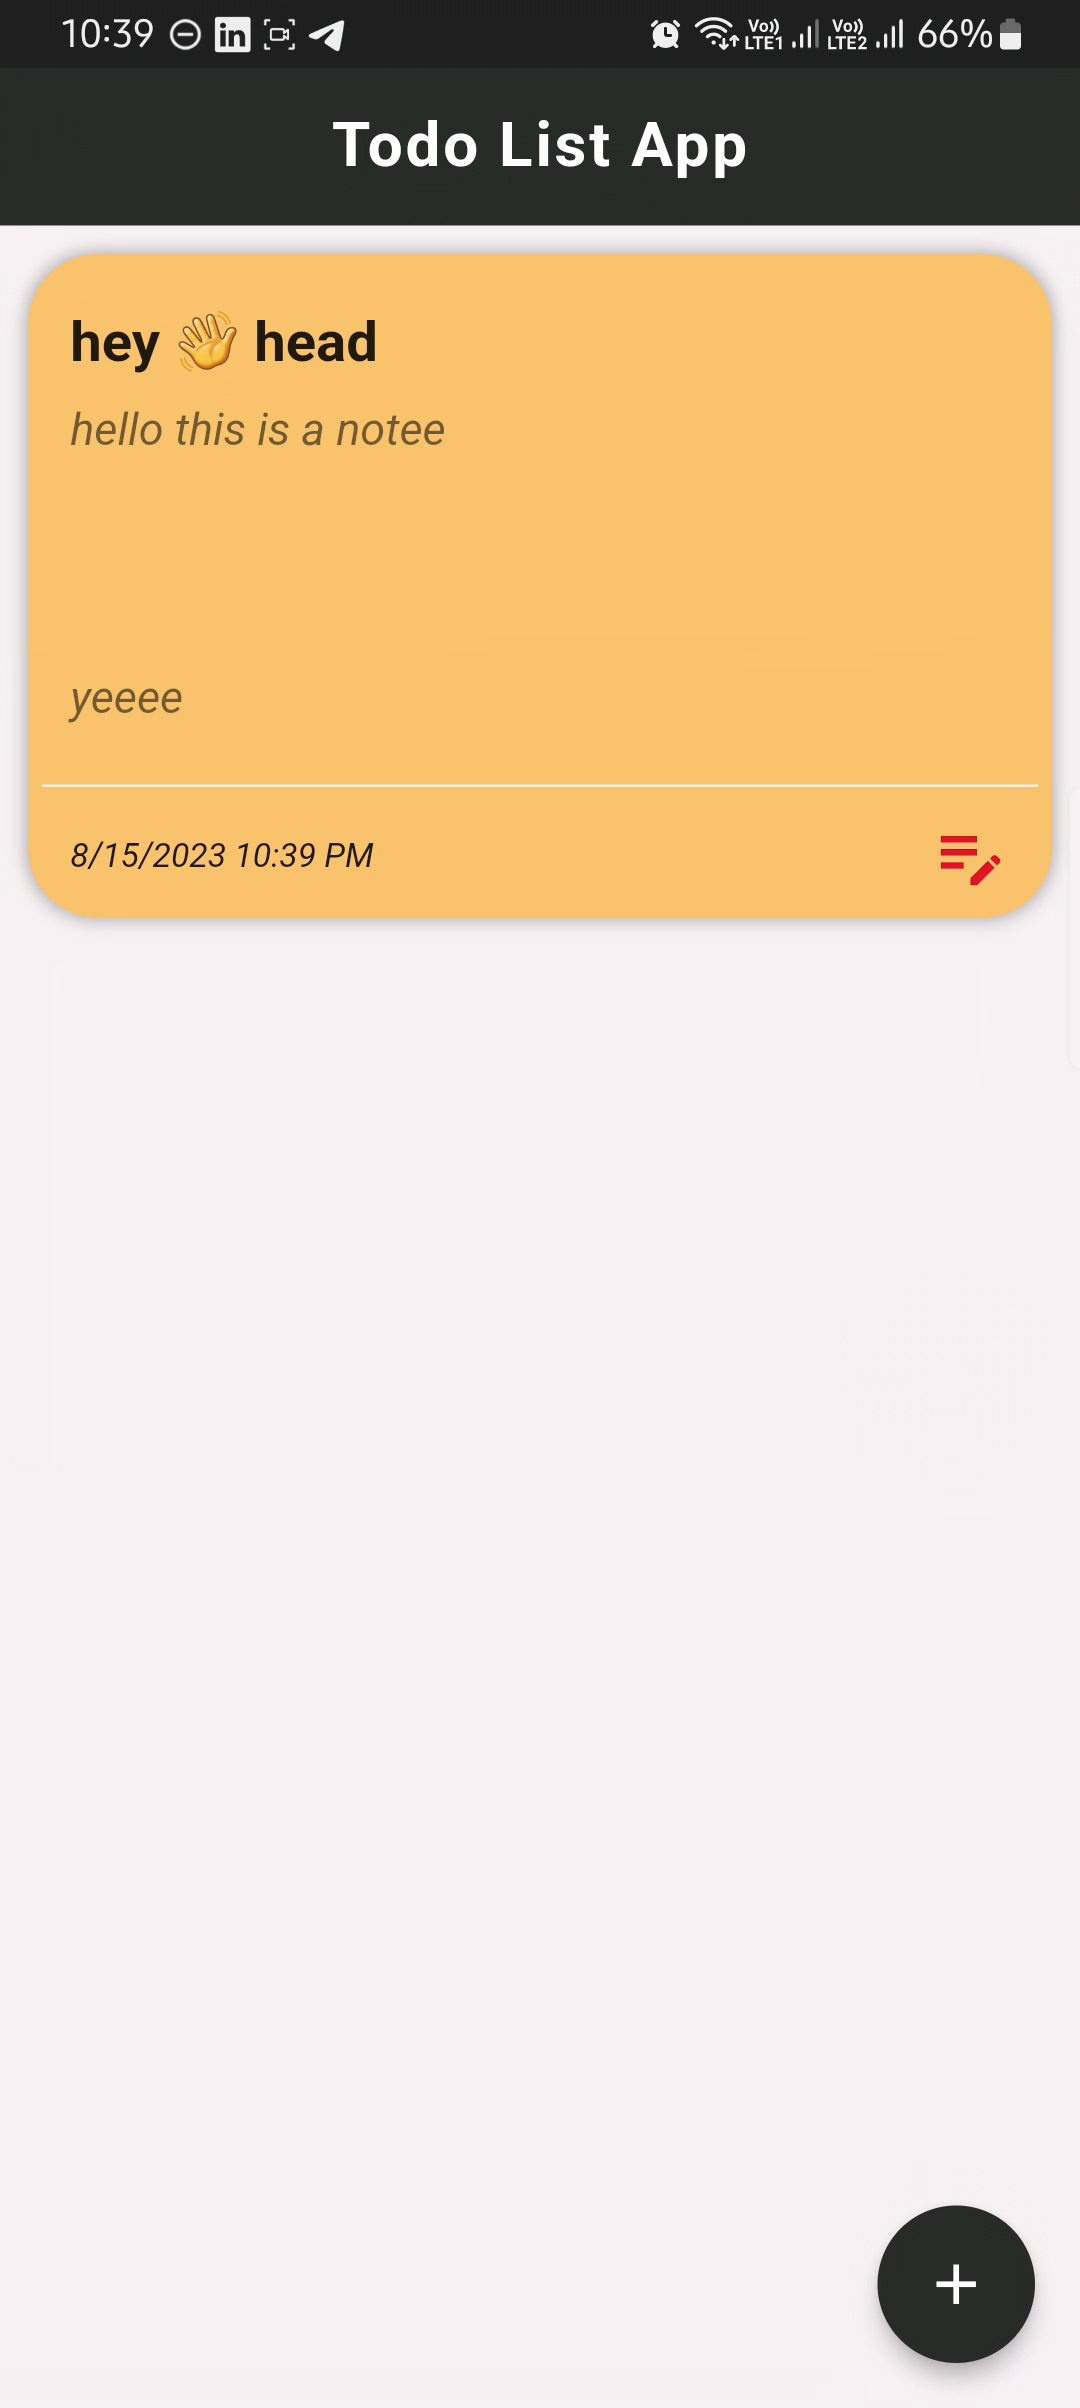 10:39 in Vo)) LTE1 Vo)) LTE2 66%
Todo List App
hey 👋 head
hello this is a notee
yeeee
8/15/2023 10:39 PM